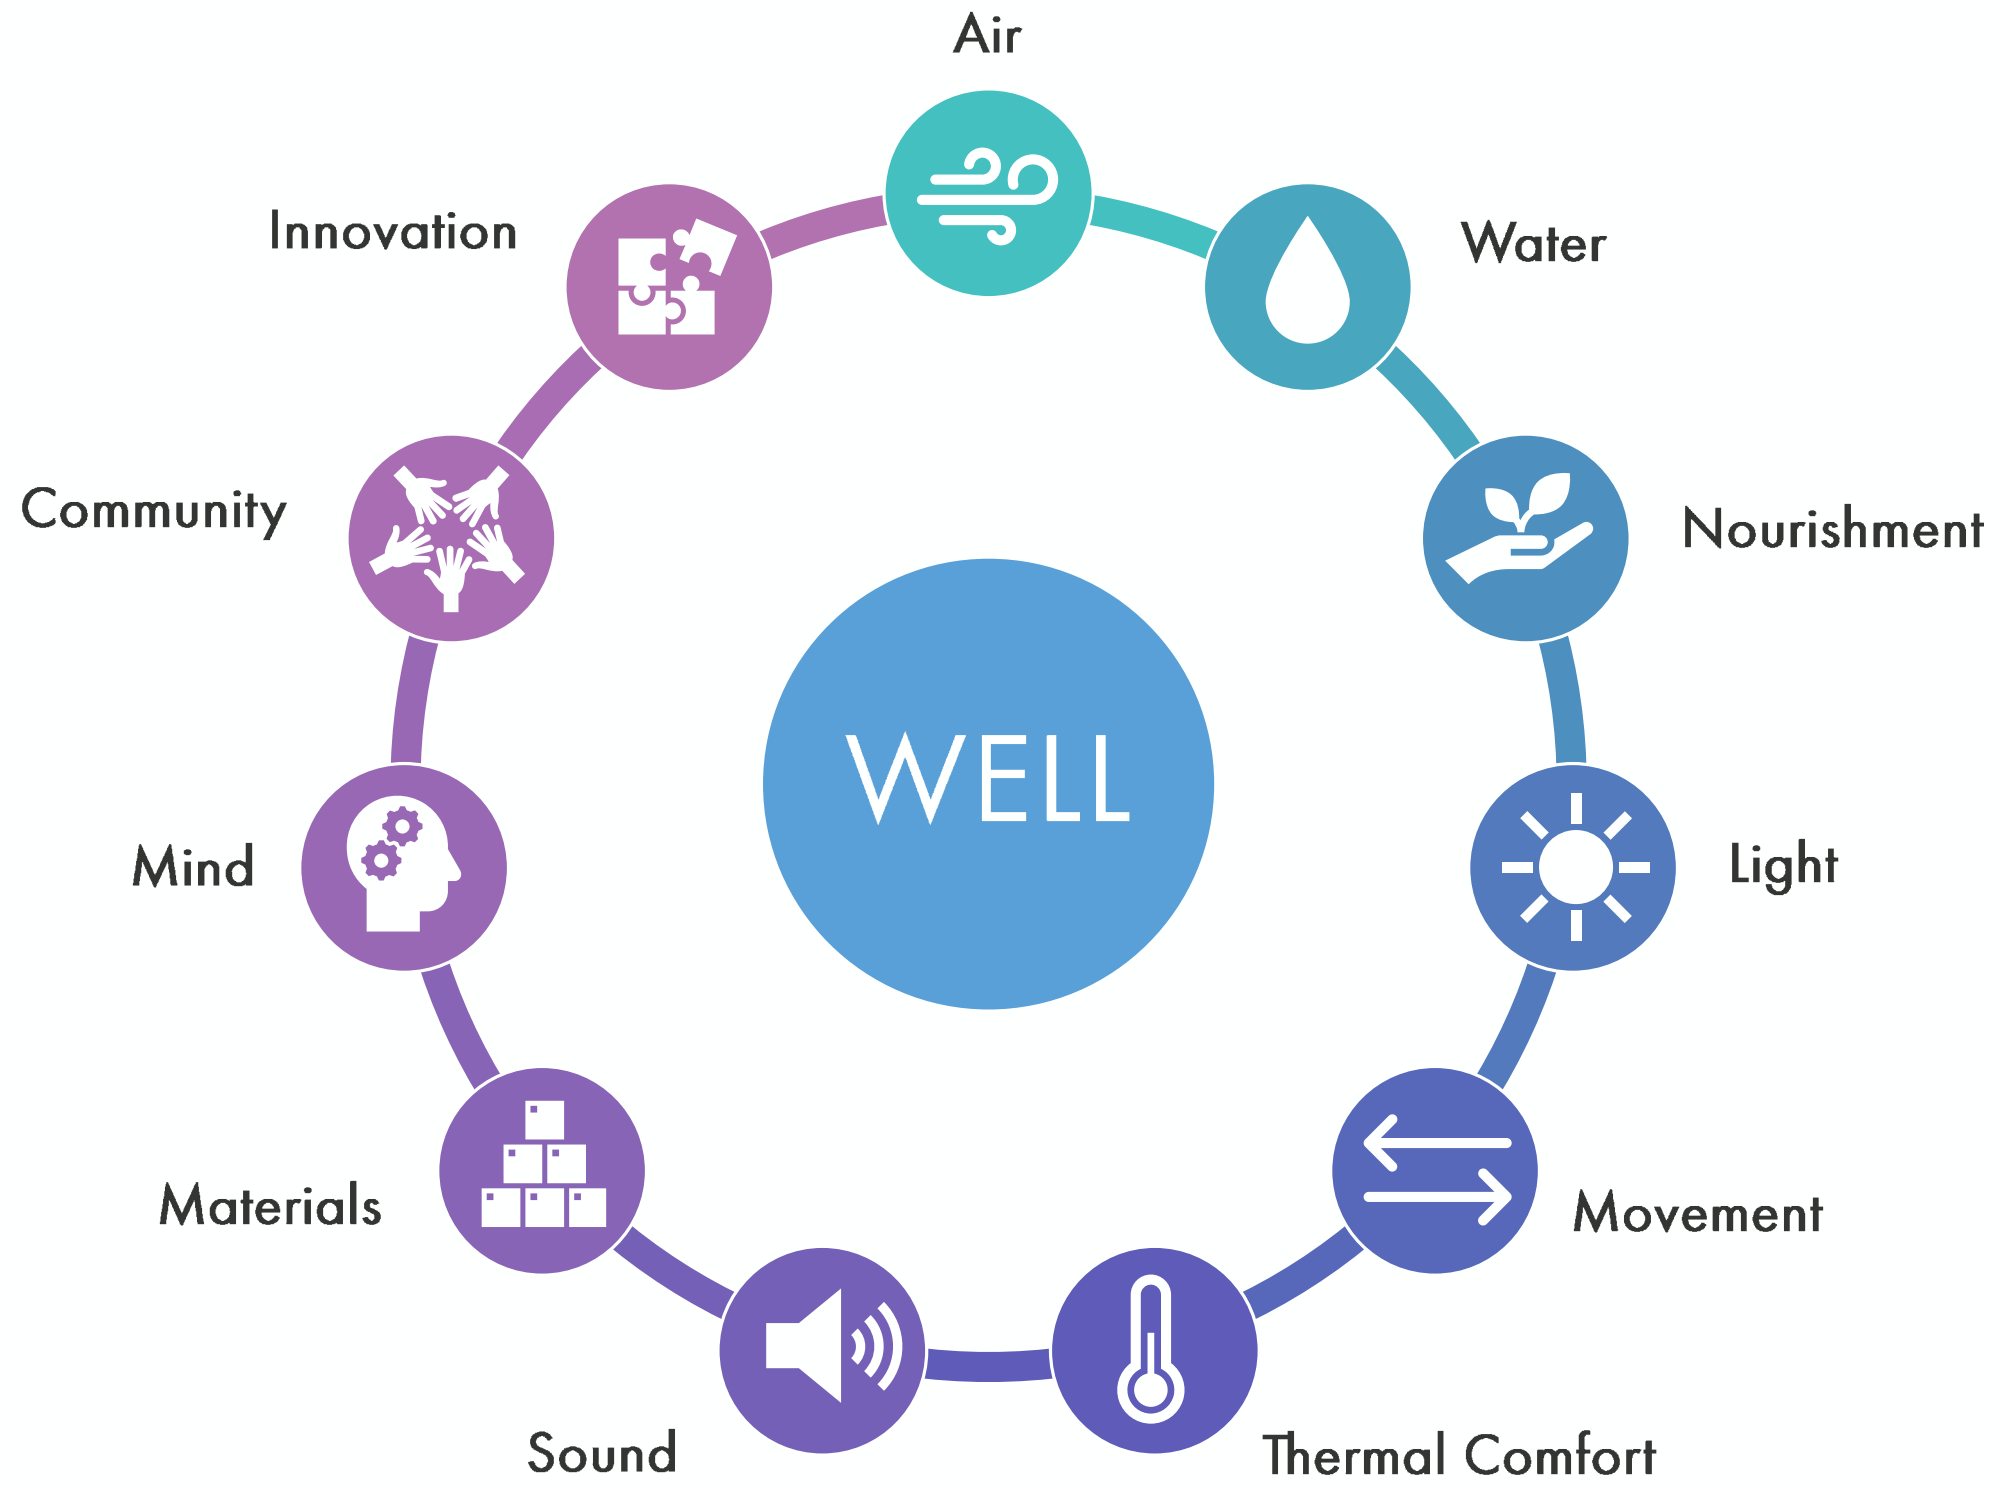 Air
Water
Nourishment
Light
Movement
Thermal Comfort
Sound
Materials
Mind
Community
Innovation
WELL